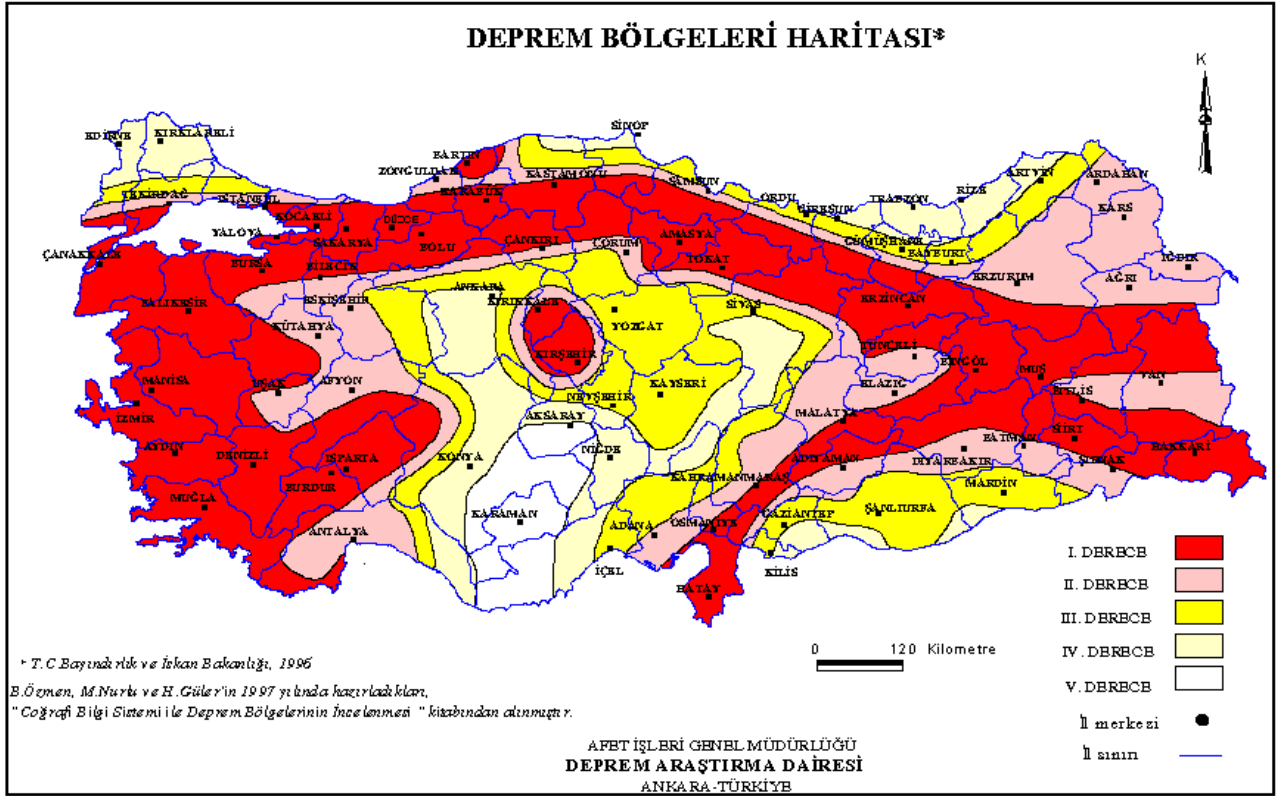 DEPREM BÖLGELERİ HARİTASI*
K
SİNOP
EDİRNE
KIRKLARELİ
BARTIN
ZONGULDAK
KASTAMONU
KARABÜK
SAMSUN
ORDU
GİRESUN
TRABZON
RİZE
ARTVİN
ARDAHAN
KARS
TEKİRDAĞ
İSTANBUL
KOCAELİ
DÜZCE
YALOVA
SAKARYA
BOLU
ÇANKIRI
ÇORUM
AMASYA
TOKAT
GÜMÜŞHANE
BAYBURT
ERZURUM
IĞDIR
AĞRI
ÇANAKKALE
BURSA
BİLECİK
BALIKESİR
ESKİŞEHİR
ANKARA
KIRIKKALE
YOZGAT
SİVAS
ERZİNCAN
KÜTAHYA
KIRŞEHİR
TUNCELİ
BİNGÖL
MUŞ
VAN
MANİSA
UŞAK
AFYON
KAYSERİ
ELAZIĞ
BİTLİS
İZMİR
NEVŞEHİR
AKSARAY
MALATYA
SİİRT
AYDIN
DENİZLİ
ISPARTA
KONYA
NİĞDE
ADIYAMAN
BATMAN
DİYARBAKIR
HAKKARİ
ŞIRNAK
MUĞLA
BURDUR
KAHRAMANMARAŞ
MARDİN
KARAMAN
ANTALYA
ADANA
OSMANİYE
GAZİANTEP
ŞANLIURFA
İÇEL
KİLİS
HATAY
I. DERECE
II. DERECE
III. DERECE
IV. DERECE
V. DERECE
İl merkezi
İl sınırı
0 120 Kilometre
* T.C Bayındırlık ve İskan Bakanlığı, 1996
B.Özmen, M.Nurlu ve H.Güler'in 1997 yılında hazırladıkları,
"Coğrafi Bilgi Sistemi ile Deprem Bölgelerinin İncelenmesi " kitabından alınmıştır.
AFET İŞLERİ GENEL MÜDÜRLÜĞÜ
DEPREM ARAŞTIRMA DAİRESİ
ANKARA-TÜRKİYE